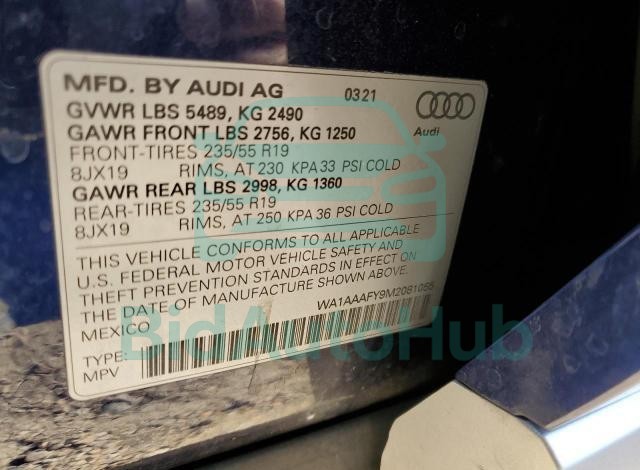 MFD. BY AUDI AG 03 21
GVWR LBS 5489, KG 2490
GAWR FRONT LBS 2756, KG 1250
Audi
FRONT-TIRES 235/55 R19
8JX19 RIMS, AT 230 KPA 33 PSI COLD
GAWR REAR LBS 2998, KG 1360
REAR-TIRES 235/55 R19
8JX19 RIMS, AT 250 KPA 36 PSI COLD
THIS VEHICLE CONFORMS TO ALL APPLICABLE
U.S. FEDERAL MOTOR VEHICLE SAFETY AND
THEFT PREVENTION STANDARDS IN EFFECT ON
THE DATE OF MANUFACTURE SHOWN ABOVE.
MEXICO WA1AAAFY9M2081055
TYPE:
MPV
BidAutoHub